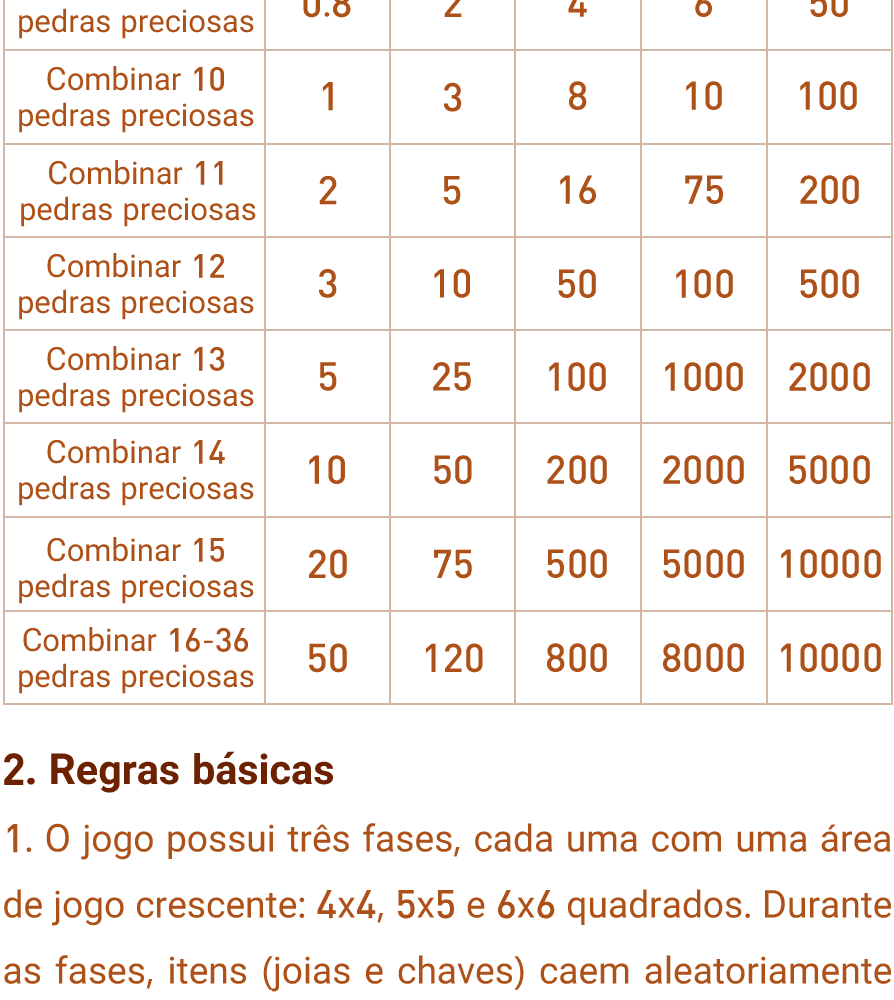 pedras preciosas 0.8 2 4 6 50
Combinar 10
pedras preciosas 1 3 8 10 100
Combinar 11
pedras preciosas 2 5 16 75 200
Combinar 12
pedras preciosas 3 10 50 100 500
Combinar 13
pedras preciosas 5 25 100 1000 2000
Combinar 14
pedras preciosas 10 50 200 2000 5000
Combinar 15
pedras preciosas 20 75 500 5000 10000
Combinar 16-36
pedras preciosas 50 120 800 8000 10000
2. Regras básicas
1. O jogo possui três fases, cada uma com uma área
de jogo crescente: 4x4, 5x5 e 6x6 quadrados. Durante
as fases, itens (joias e chaves) caem aleatoriamente